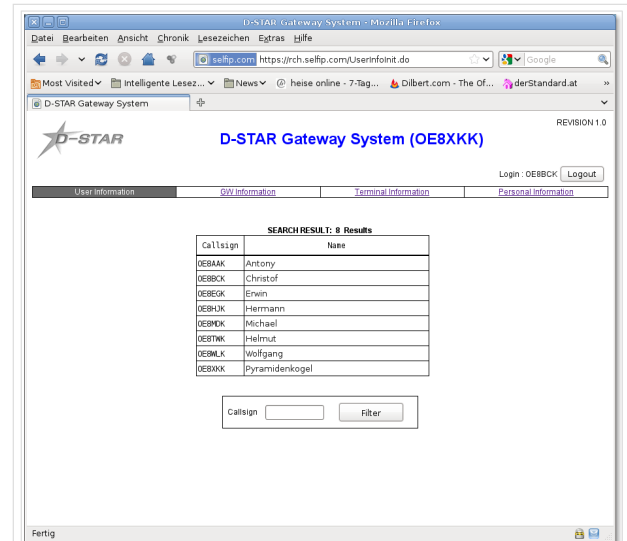 D-STAR Gateway System - Mozilla Firefox
Datei Bearbeiten Ansicht Chronik Lesezeichen Extras Hilfe
selfip.com https://rch.selfip.com/UserInfoInit.do Google
Most Visited Intelligente Lesez... News heise online - 7-Tag... Dilbert.com - The Of... derStandard.at »
D-STAR Gateway System
REVISION 1.0
D-STAR
D-STAR Gateway System (OE8XKK)
Login : OE8BCK Logout
User Information GW Information Terminal Information Personal Information
SEARCH RESULT: 8 Results
Callsign Name
OE8AAK Antony
OE8BCK Christof
OE8EGK Erwin
OE8HJK Hermann
OE8MDK Michael
OE8TWK Helmut
OE8WLK Wolfgang
OE8XKK Pyramidenkogel
Callsign Filter
Fertig